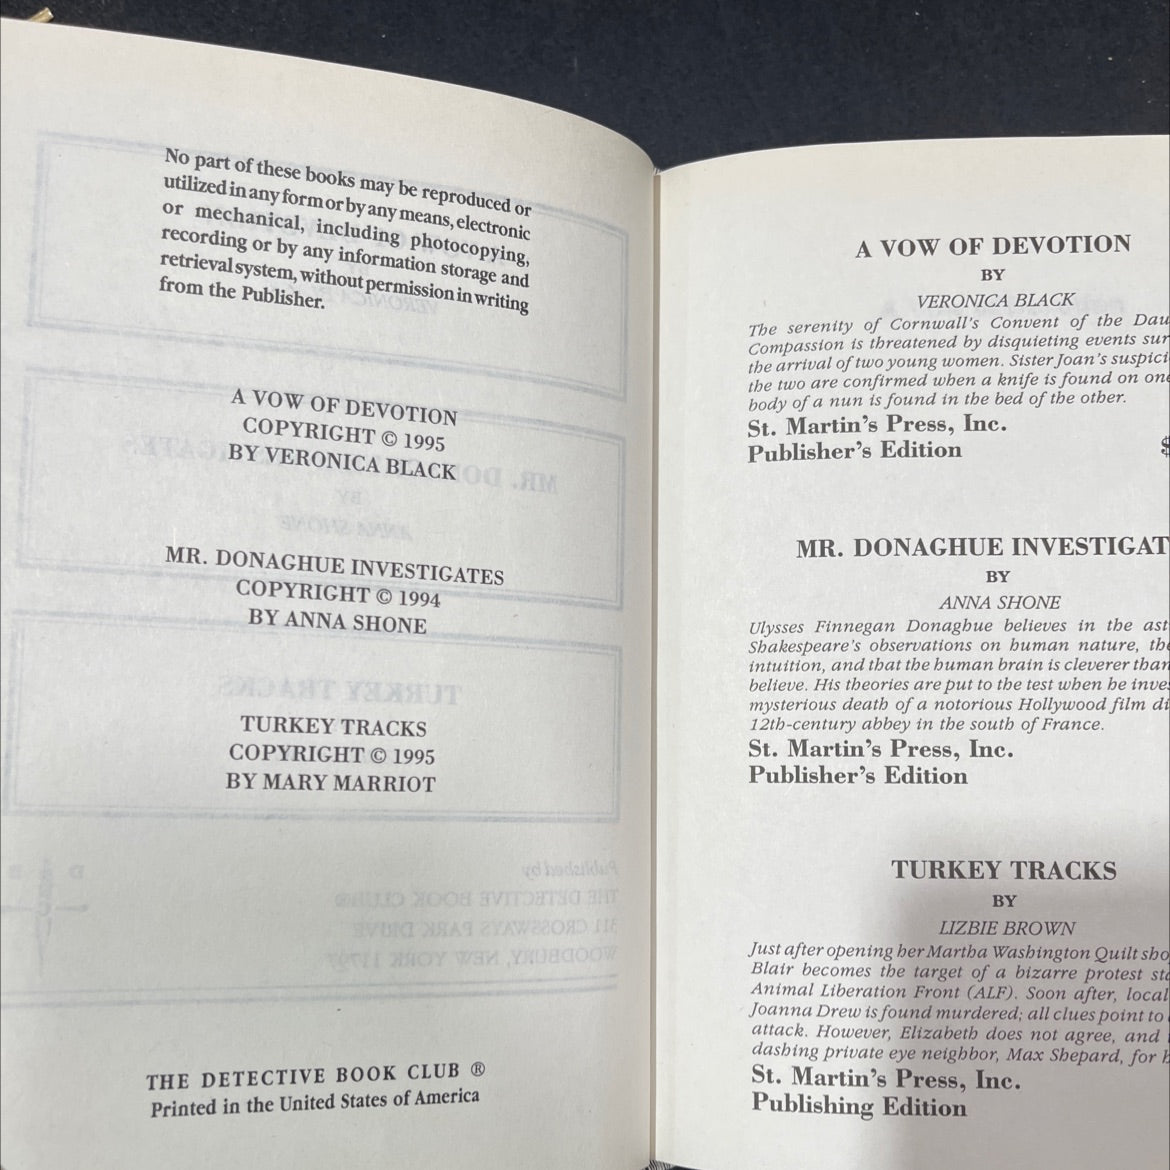 No part of these books may be reproduced or
utilized in any form or by any means, electronic
or mechanical, including photocopying,
recording or by any information storage and
retrieval system, without permission in writing
from the Publisher.
A VOW OF DEVOTION
COPYRIGHT © 1995
BY VERONICA BLACK
MR. DONAGHUE INVESTIGATES
COPYRIGHT © 1994
BY ANNA SHONE
TURKEY TRACKS
COPYRIGHT © 1995
BY MARY MARRIOT
THE DETECTIVE BOOK CLUB ®
Printed in the United States of America
A VOW OF DEVOTION
BY
VERONICA BLACK
The serenity of Cornwall's Convent of the Dau
Compassion is threatened by disquieting events sur
the arrival of two young women. Sister Joan's suspici
the two are confirmed when a knife is found on one
body of a nun is found in the bed of the other.
St. Martin's Press, Inc.
Publisher's Edition
$
MR. DONAGHUE INVESTIGAT
BY
ANNA SHONE
Ulysses Finnegan Donaghue believes in the ast
Shakespeare's observations on human nature, the
intuition, and that the human brain is cleverer than
believe. His theories are put to the test when he inves
mysterious death of a notorious Hollywood film di
12th-century abbey in the south of France.
St. Martin's Press, Inc.
Publisher's Edition
TURKEY TRACKS
BY
LIZBIE BROWN
Just after opening her Martha Washington Quilt sho
Blair becomes the target of a bizarre protest sta
Animal Liberation Front (ALF). Soon after, local
Joanna Drew is found murdered; all clues point to
attack. However, Elizabeth does not agree, and
dashing private eye neighbor, Max Shepard, for h
St. Martin's Press, Inc.
Publishing Edition